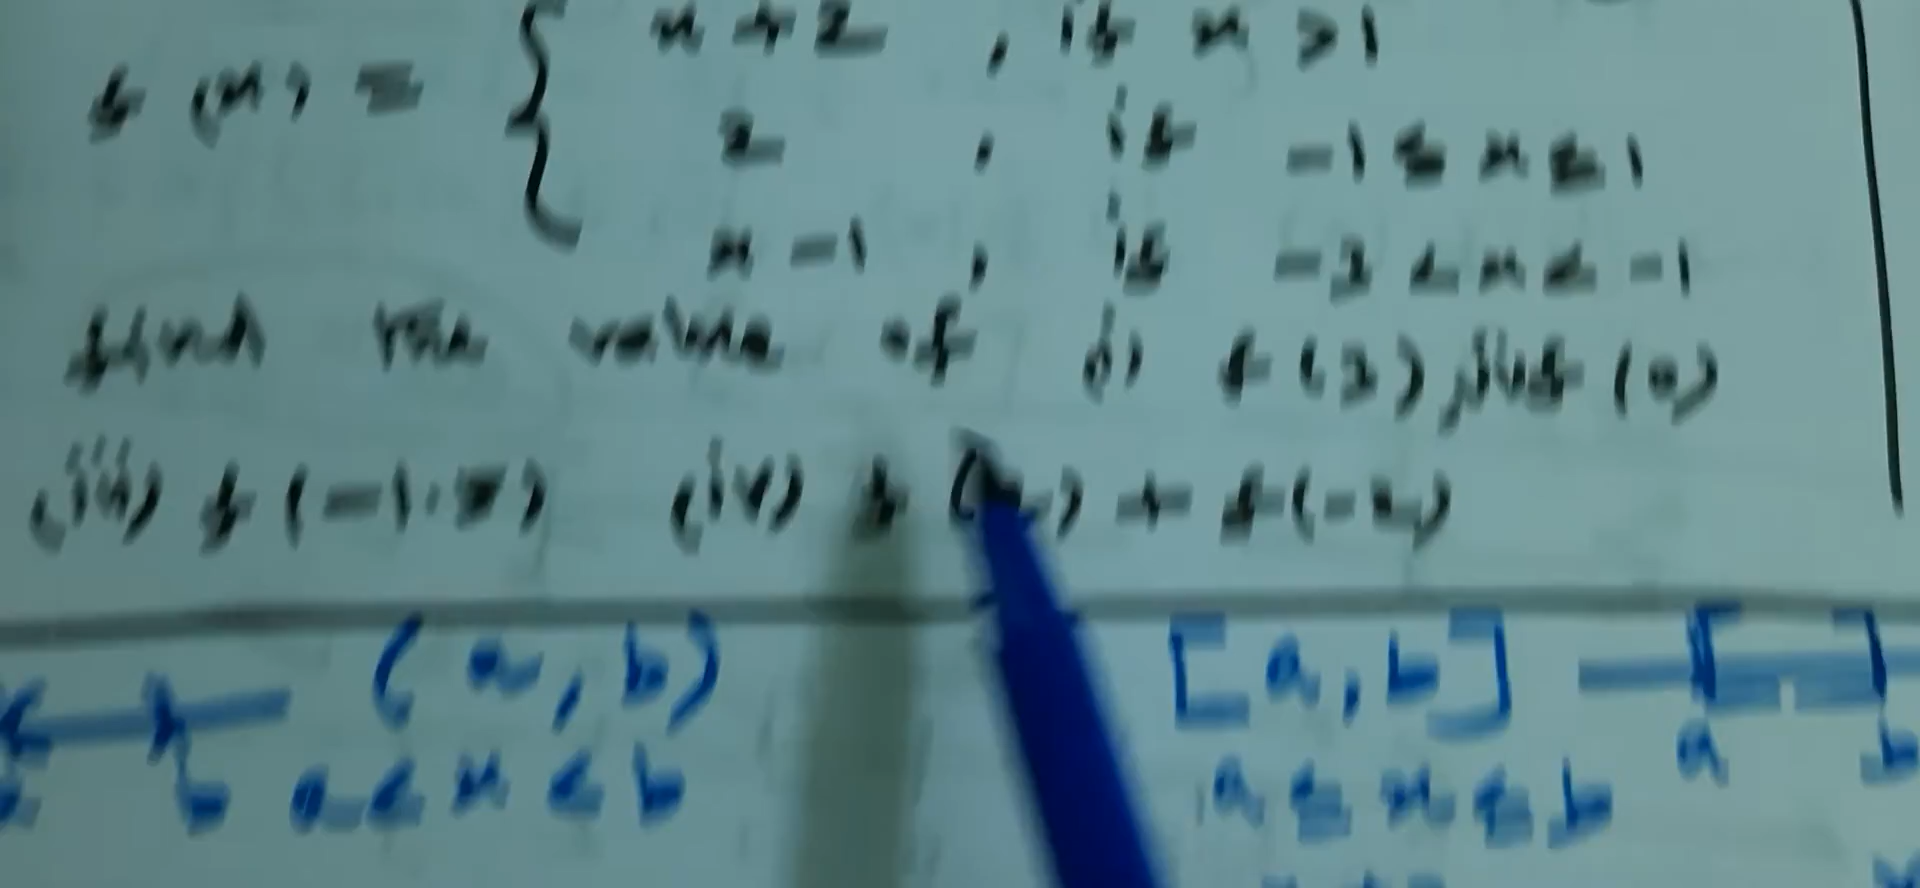 f(x) = { x + 2 , if x > 1
2 , if -1 ≤ x ≤ 1
x - 1 , if -3 < x < -1
find the value of (i) f(3), (ii) f(0)
(iii) f(-1.5) (iv) f( ) + f(-2)
(a, b) [a, b]
a < x < b a ≤ x ≤ b
a b
b